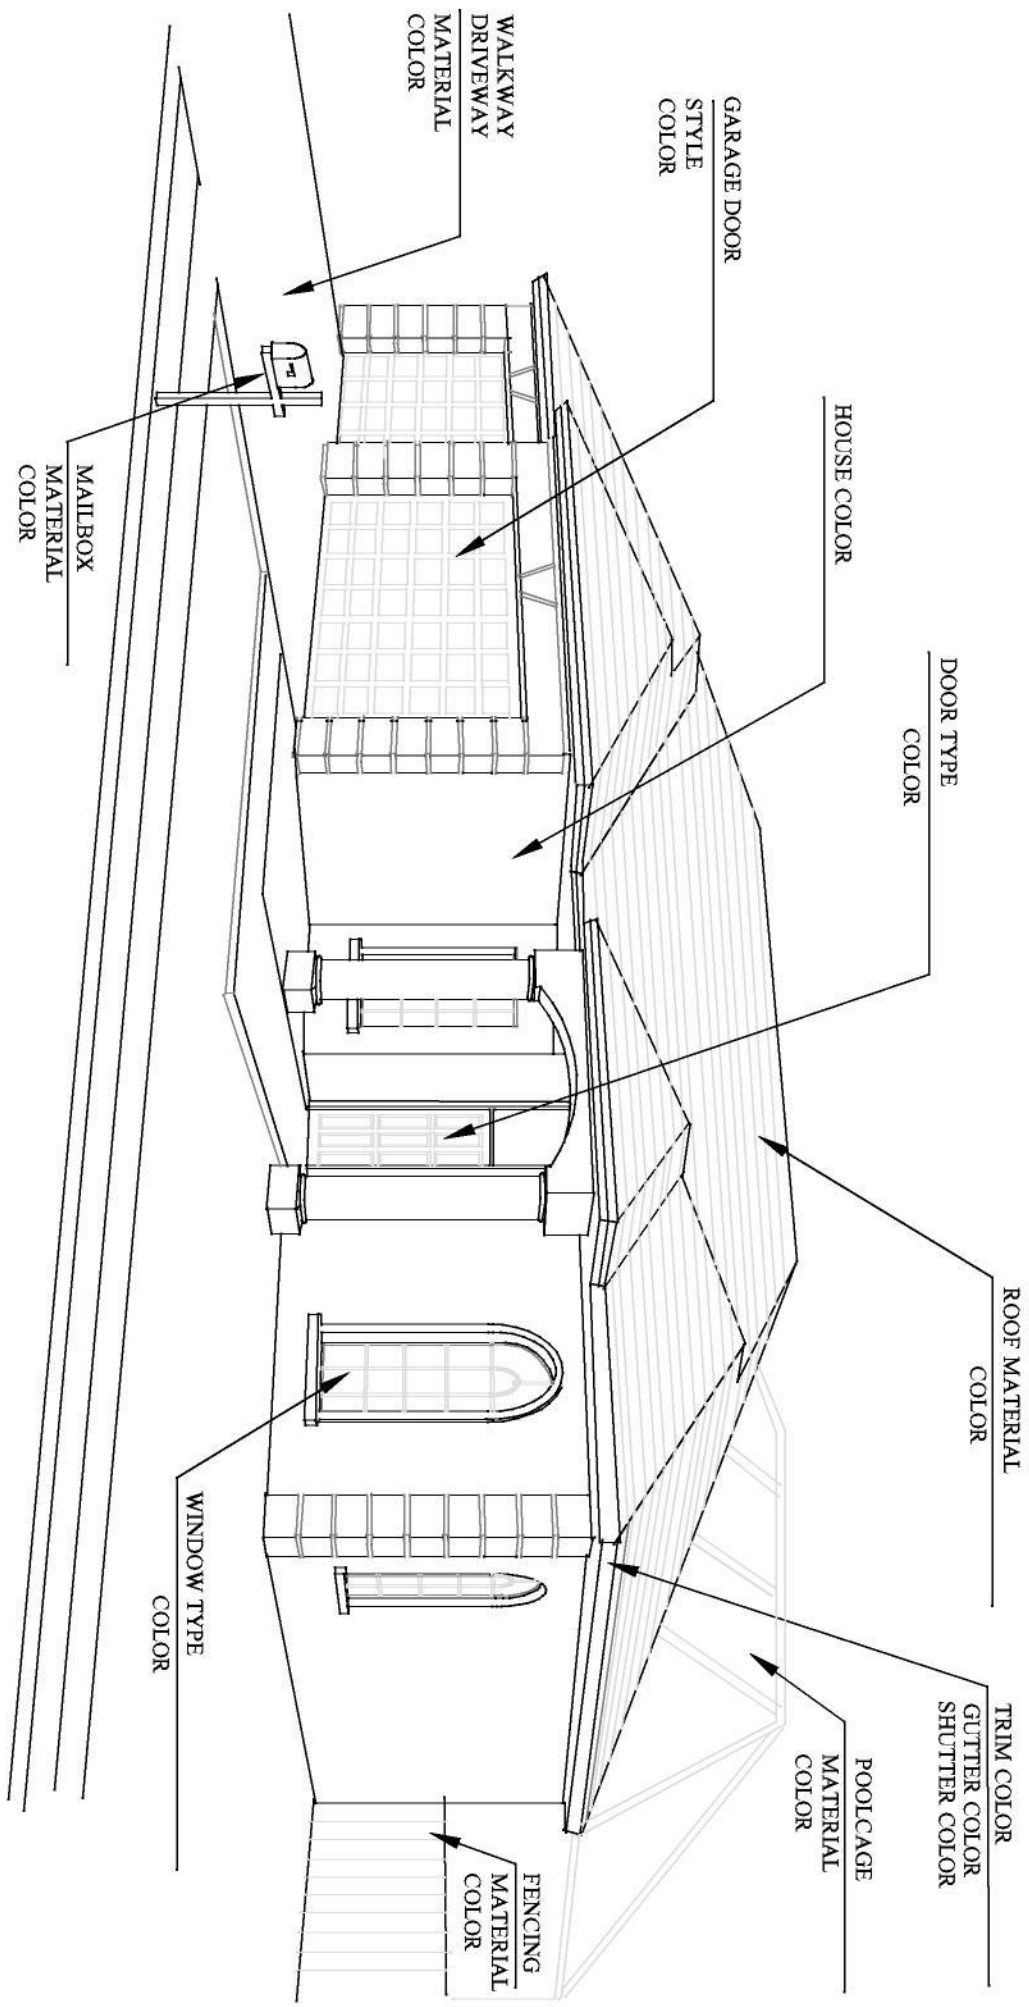 WALKWAY
DRIVEWAY
MATERIAL
COLOR
GARAGE DOOR
STYLE
COLOR
HOUSE COLOR
DOOR TYPE
COLOR
ROOF MATERIAL
COLOR
TRIM COLOR
GUTTER COLOR
SHUTTER COLOR
POOLCAGE
MATERIAL
COLOR
FENCING
MATERIAL
COLOR
WINDOW TYPE
COLOR
MAILBOX
MATERIAL
COLOR